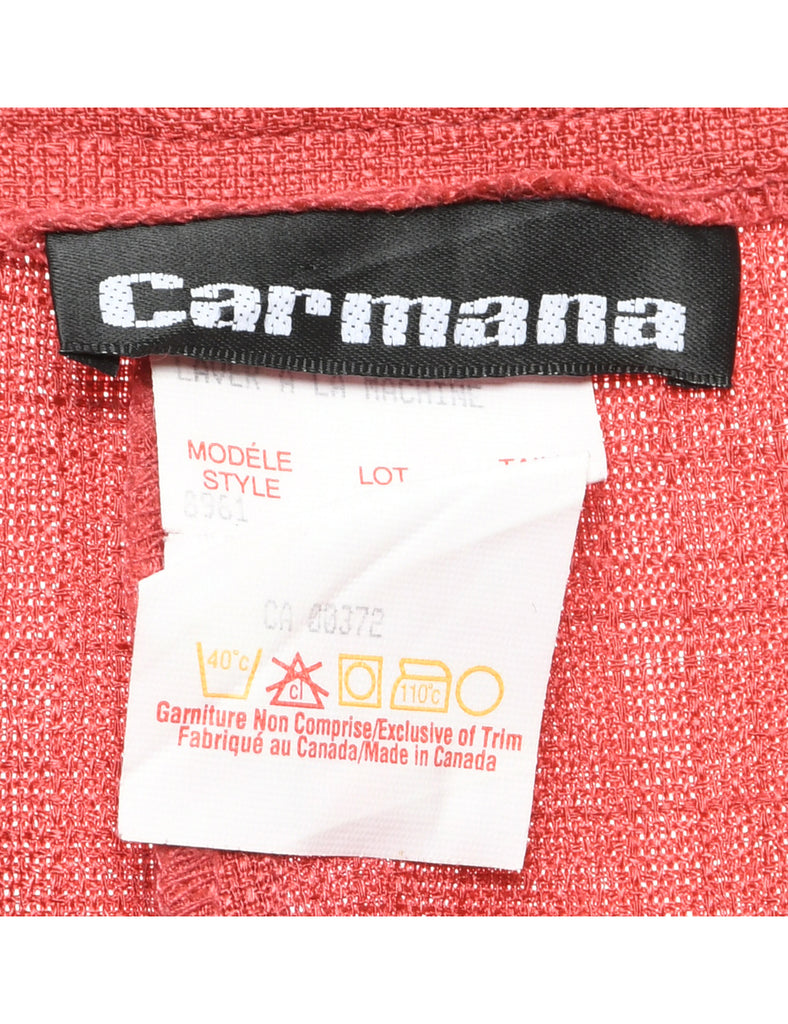 Carmana
LAVER A LA MACHINE
MODÉLE
STYLE
LOT
8961
CA 00372
40°c
cl
110°c
Garniture Non Comprise/Exclusive of Trim
Fabriqué au Canada/Made in Canada